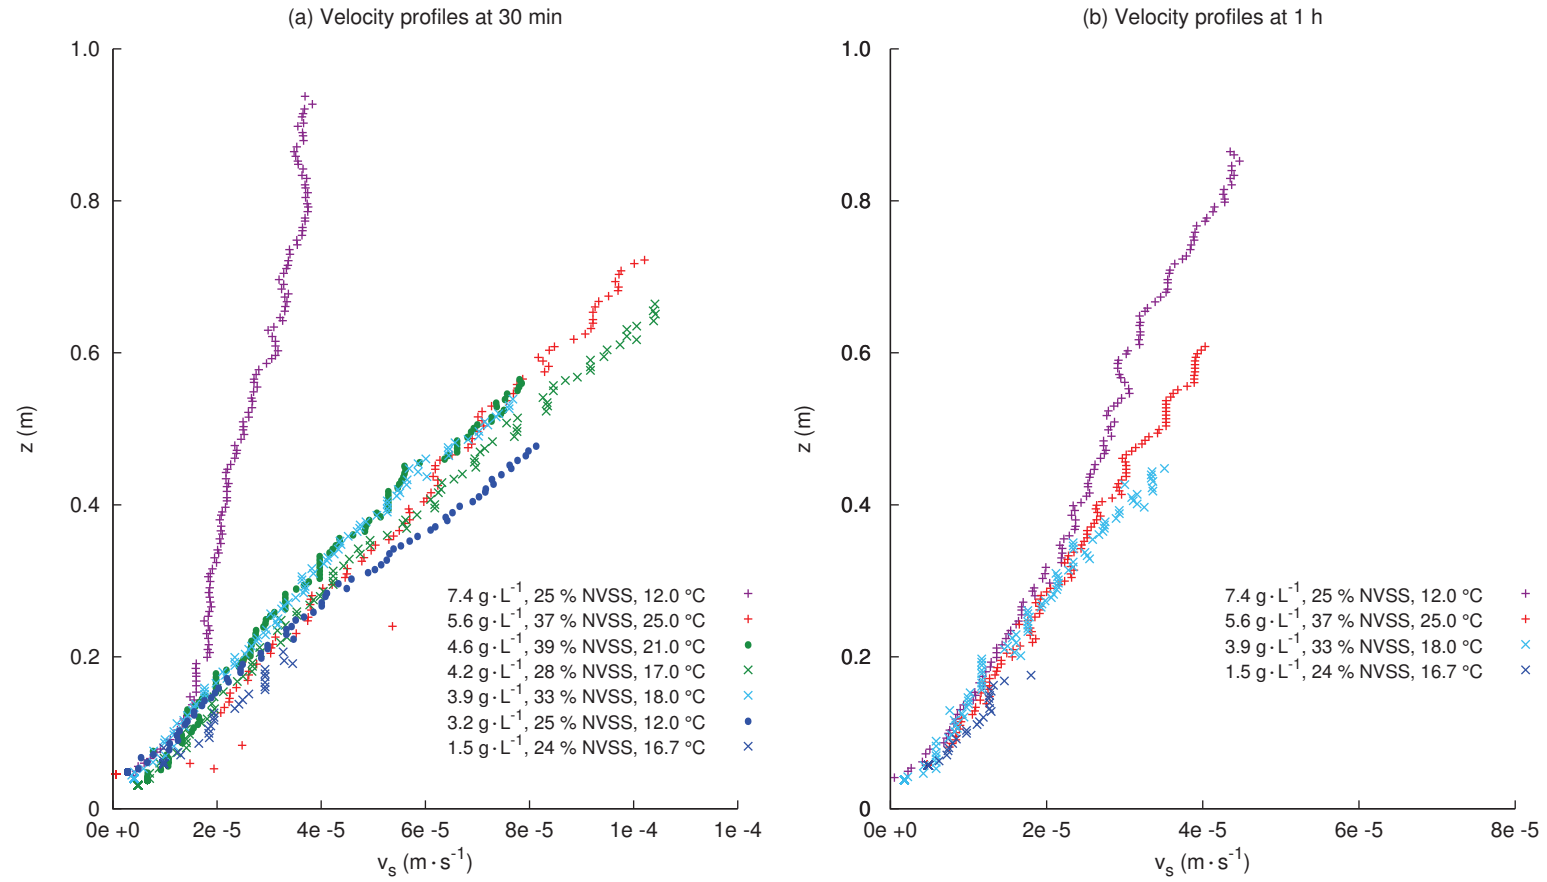 (a) Velocity profiles at 30 min
1.0
0.8
0.6
0.4
0.2
0
z (m)
7.4 g·L⁻¹, 25 % NVSS, 12.0 °C
5.6 g·L⁻¹, 37 % NVSS, 25.0 °C
4.6 g·L⁻¹, 39 % NVSS, 21.0 °C
4.2 g·L⁻¹, 28 % NVSS, 17.0 °C
3.9 g·L⁻¹, 33 % NVSS, 18.0 °C
3.2 g·L⁻¹, 25 % NVSS, 12.0 °C
1.5 g·L⁻¹, 24 % NVSS, 16.7 °C
0e +0 2e -5 4e -5 6e -5 8e -5 1e -4 1e -4
vₛ (m·s⁻¹)
(b) Velocity profiles at 1 h
1.0
0.8
0.6
0.4
0.2
0
z (m)
7.4 g·L⁻¹, 25 % NVSS, 12.0 °C
5.6 g·L⁻¹, 37 % NVSS, 25.0 °C
3.9 g·L⁻¹, 33 % NVSS, 18.0 °C
1.5 g·L⁻¹, 24 % NVSS, 16.7 °C
0e +0 2e -5 4e -5 6e -5 8e -5
vₛ (m·s⁻¹)